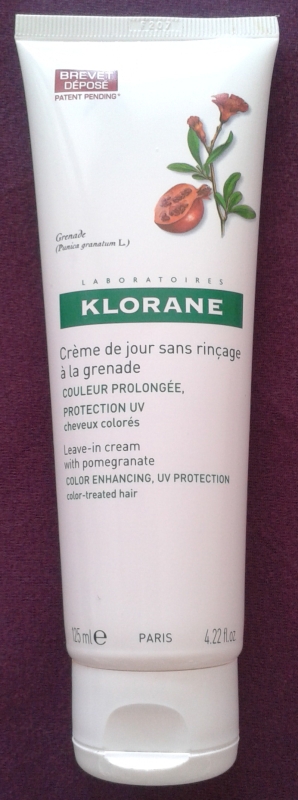 BREVET
DÉPOSÉ
PATENT PENDING*
Grenade
(Punica granatum L.)
LABORATOIRES
KLORANE
Crème de jour sans rinçage
à la grenade
COULEUR PROLONGÉE,
PROTECTION UV
cheveux colorés
Leave-in cream
with pomegranate
COLOR ENHANCING, UV PROTECTION
color-treated hair
125 ml e PARIS 4.22 fl.oz